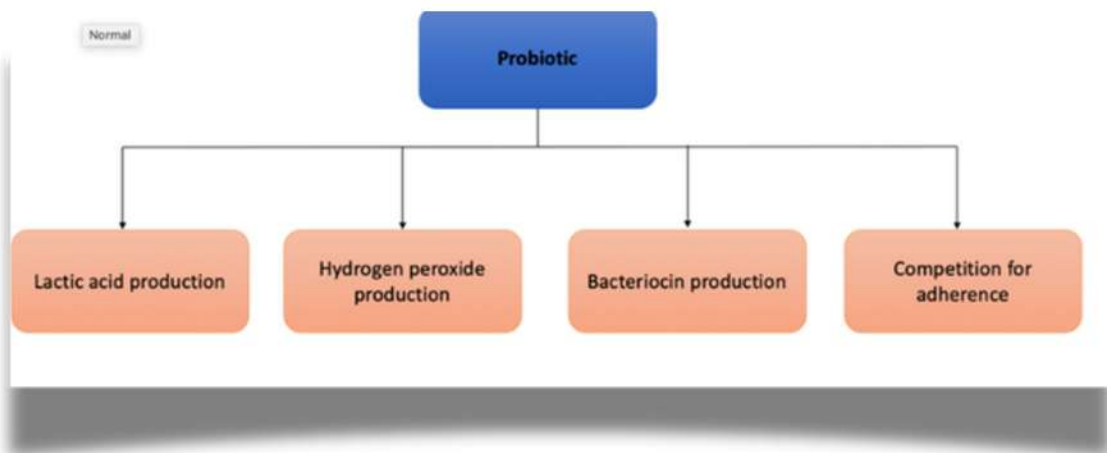 Normal
Probiotic
Lactic acid production
Hydrogen peroxide
production
Bacteriocin production
Competition for
adherence